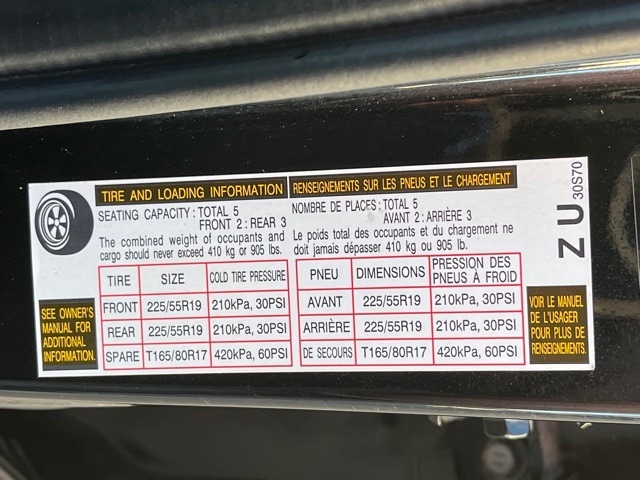 TIRE AND LOADING INFORMATION
SEATING CAPACITY : TOTAL 5
FRONT 2 : REAR 3
The combined weight of occupants and
cargo should never exceed 410 kg or 905 lbs.
SEE OWNER'S
MANUAL FOR
ADDITIONAL
INFORMATION.
TIRE SIZE COLD TIRE PRESSURE
FRONT 225/55R19 210kPa, 30PSI
REAR 225/55R19 210kPa, 30PSI
SPARE T165/80R17 420kPa, 60PSI
RENSEIGNEMENTS SUR LES PNEUS ET LE CHARGEMENT
NOMBRE DE PLACES : TOTAL 5
AVANT 2 : ARRIÈRE 3
Le poids total des occupants et du chargement ne
doit jamais dépasser 410 kg ou 905 lb.
PNEU DIMENSIONS PRESSION DES
PNEUS À FROID
AVANT 225/55R19 210kPa, 30PSI
ARRIÈRE 225/55R19 210kPa, 30PSI
DE SECOURS T165/80R17 420kPa, 60PSI
VOIR LE MANUEL
DE L'USAGER
POUR PLUS DE
RENSEIGNEMENTS.
Z U 30S70